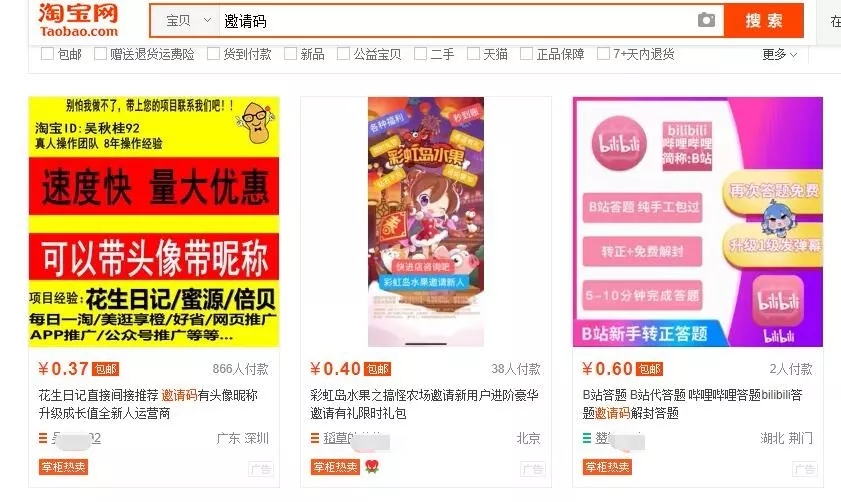 淘宝网
Taobao.com
宝贝
邀请码
搜索
在
包邮
赠送退货运费险
货到付款
新品
公益宝贝
二手
天猫
正品保障
7+天内退货
更多
别怕我做不了，带上您的项目联系我们吧！！
淘宝ID:吴秋桂92
真人操作团队 8年操作经验
速度快 量大优惠
可以带头像带昵称
项目经验:花生日记/蜜源/倍贝
每日一淘/美逛享橙/好省/网页推广
APP推广/公众号推广等等...
¥0.37 包邮
866人付款
花生日记直接间接推荐 邀请码有头像昵称
升级成长值全新人运营商
92
广东 深圳
掌柜热卖
广告
各种福利
秒到账
彩虹岛水果
快进店咨询吧
彩虹岛水果邀请新人
¥0.40 包邮
38人付款
彩虹岛水果之搞怪农场邀请新用户进阶豪华
邀请有礼限时礼包
稻草
北京
掌柜热卖
广告
bilibili
bilibili
哔哩哔哩
简称:B站
再次答题免费
B站答题 纯手工包过
转正+免费解封
升级1级发弹幕
5-10分钟完成答题
bilibili
B站新手转正答题
bilibili
¥0.60 包邮
2人付款
B站答题 B站代答题 哔哩哔哩答题bilibili答
题邀请码解封答题
湖北 荆门
掌柜热卖
广告